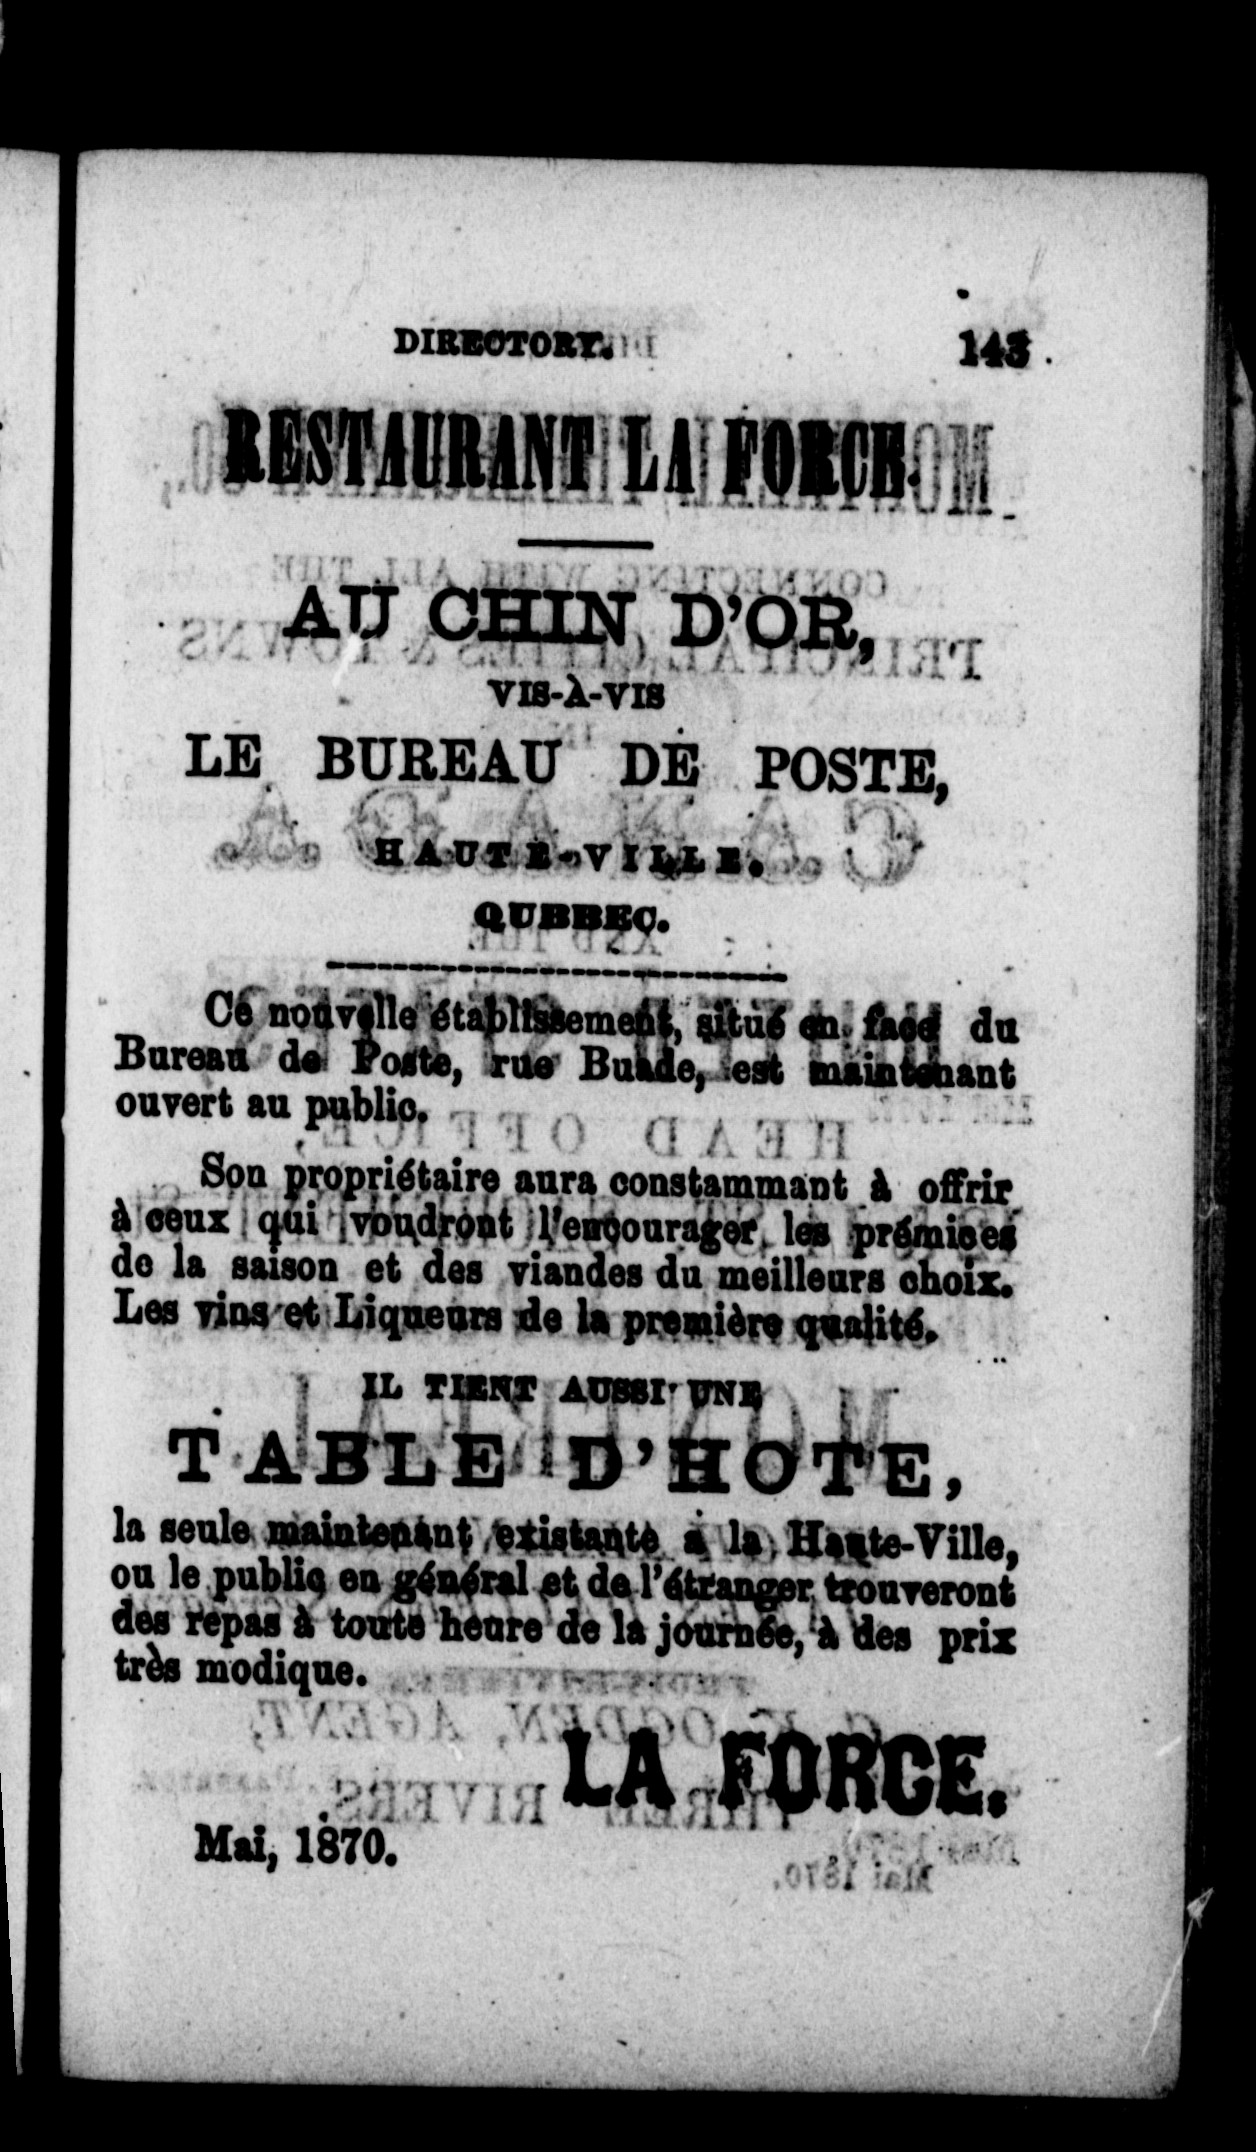 DIRECTORY. 143
RESTAURANT LA FORCE.
AU CHIN D'OR,
VIS-À-VIS
LE BUREAU DE POSTE,
HAUTE-VILLE.
QUEBEC.
Ce nouvelle établissement, situé en face du
Bureau de Poste, rue Buade, est maintenant
ouvert au public.
Son propriétaire aura constammant à offrir
à ceux qui voudront l'encourager, les prémices
de la saison et des viandes du meilleurs choix.
Les vins et Liqueurs de la première qualité.
IL TIENT AUSSI UNE
TABLE D'HOTE,
la seule maintenant existante a la Haute-Ville,
ou le public en général et de l'étranger trouveront
des repas à toute heure de la journée, à des prix
très modique.
LA FORCE.
Mai, 1870.